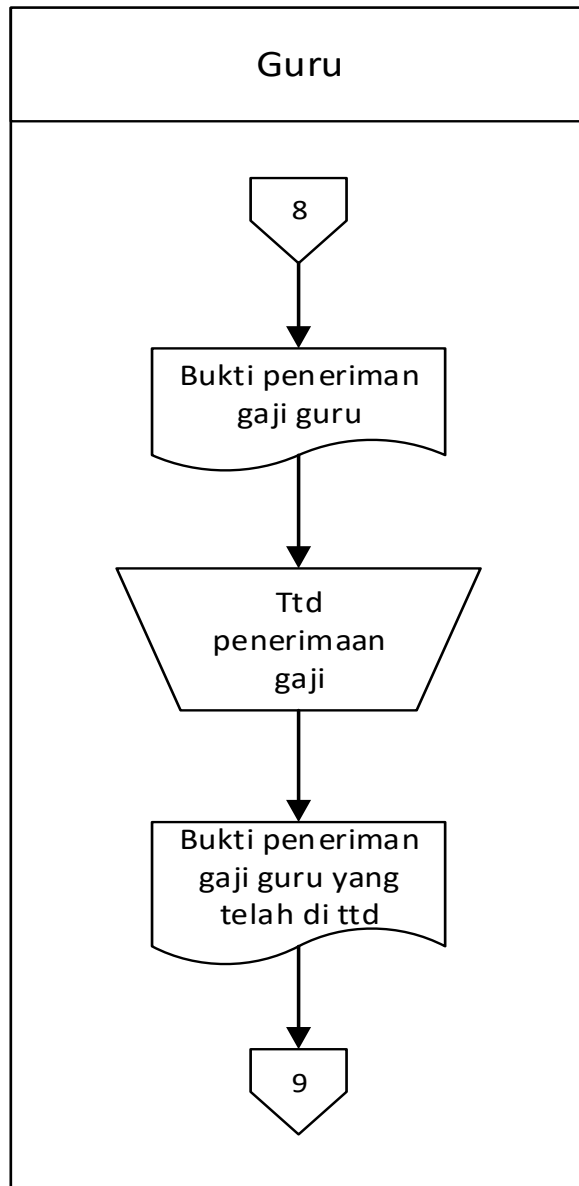 Guru
8
Bukti peneriman
gaji guru
Ttd
penerimaan
gaji
Bukti peneriman
gaji guru yang
telah di ttd
9